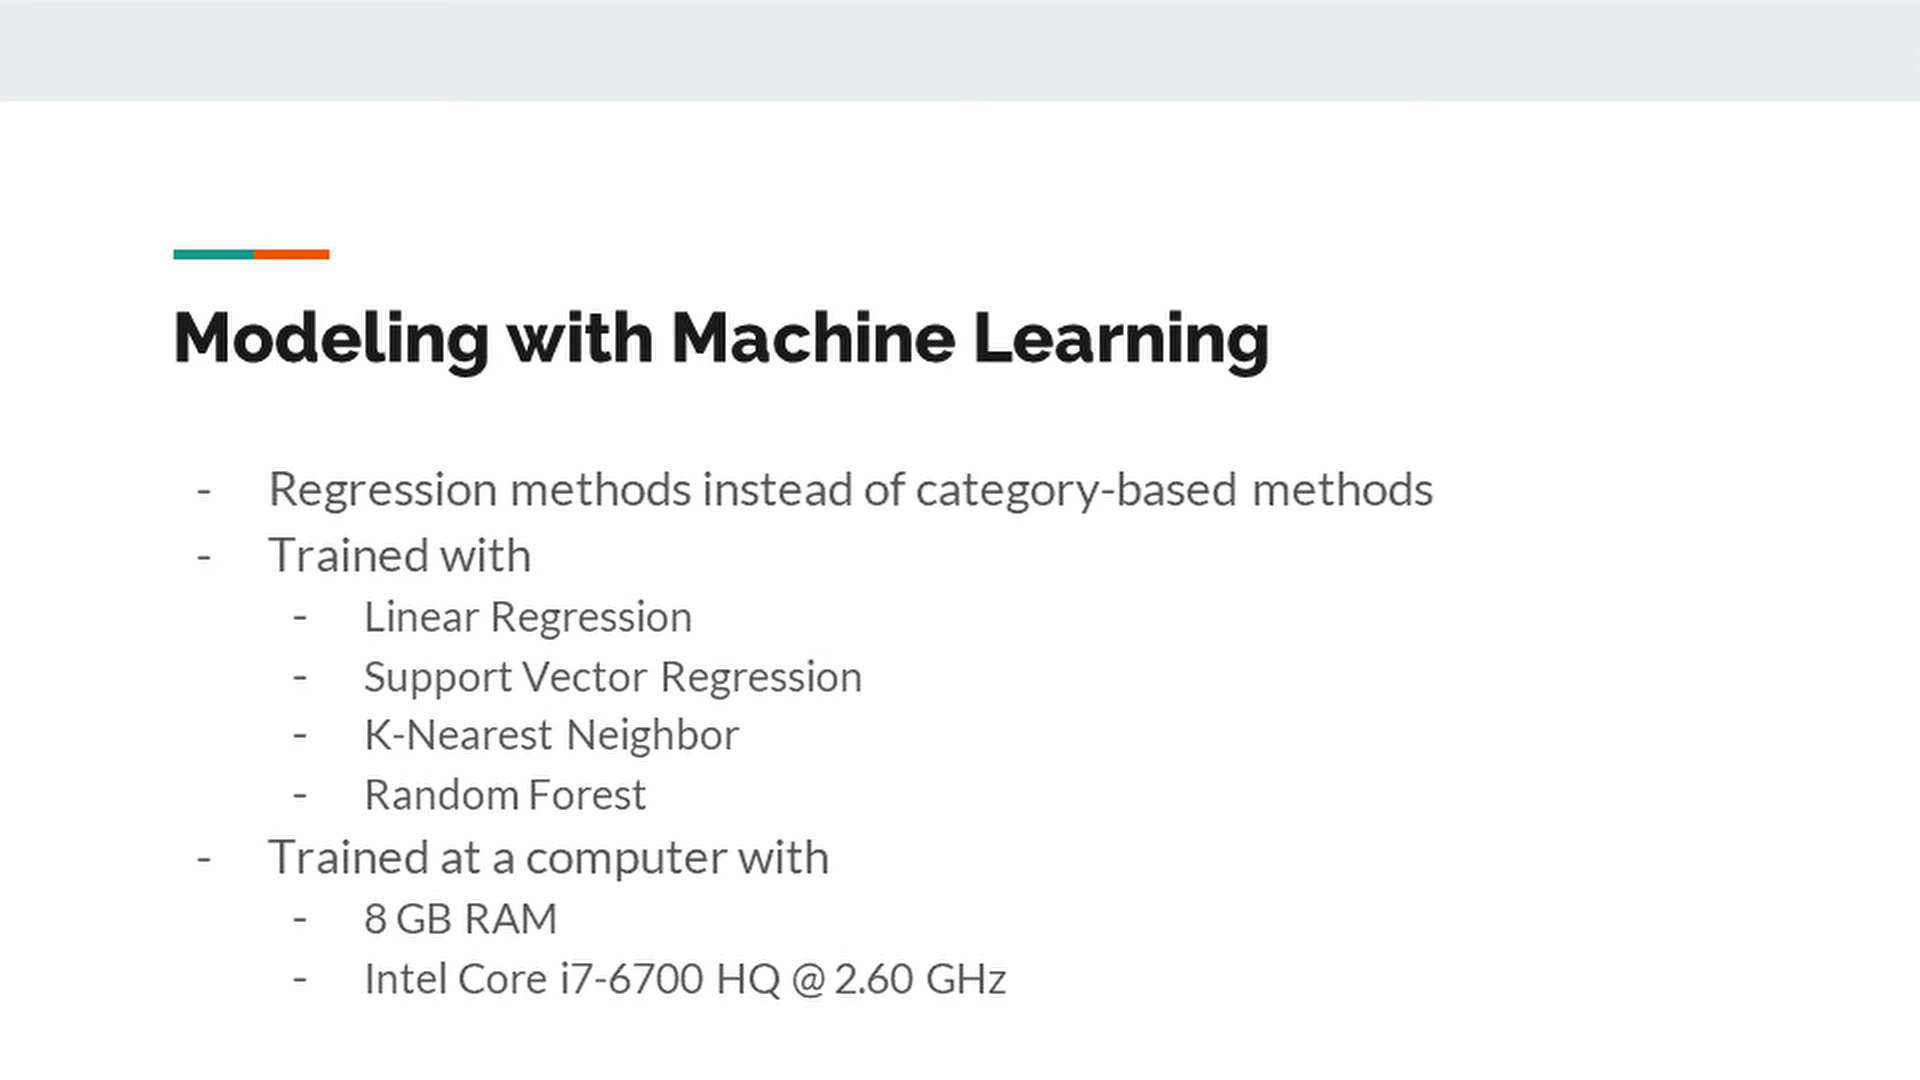 Modeling with Machine Learning
- Regression methods instead of category-based methods
- Trained with
- Linear Regression
- Support Vector Regression
- K-Nearest Neighbor
- Random Forest
- Trained at a computer with
- 8 GB RAM
- Intel Core i7-6700 HQ @ 2.60 GHz